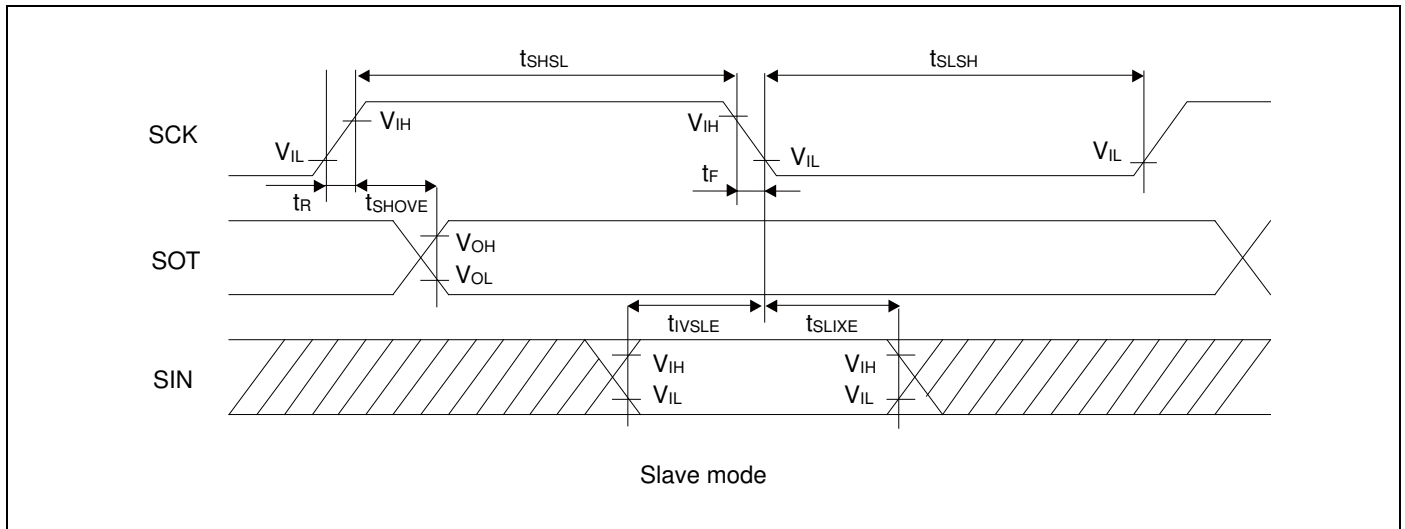 tSHSL tSLSH
SCK VIH VIH
VIL VIL VIL
tF
tR tSHOVE
SOT VOH
VOL
tIVSLE tSLIXE
SIN VIH VIH
VIL VIL
Slave mode